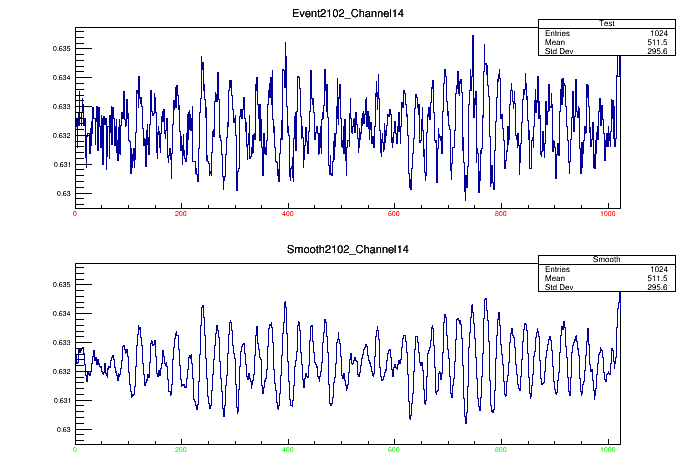 Event2102_Channel14
Test
Entries 1024
Mean 511.5
Std Dev 295.6
0.635
0.634
0.633
0.632
0.631
0.63
0 200 400 600 800 1000
Smooth2102_Channel14
Smooth
Entries 1024
Mean 511.5
Std Dev 295.6
0.635
0.634
0.633
0.632
0.631
0.63
0 200 400 600 800 1000